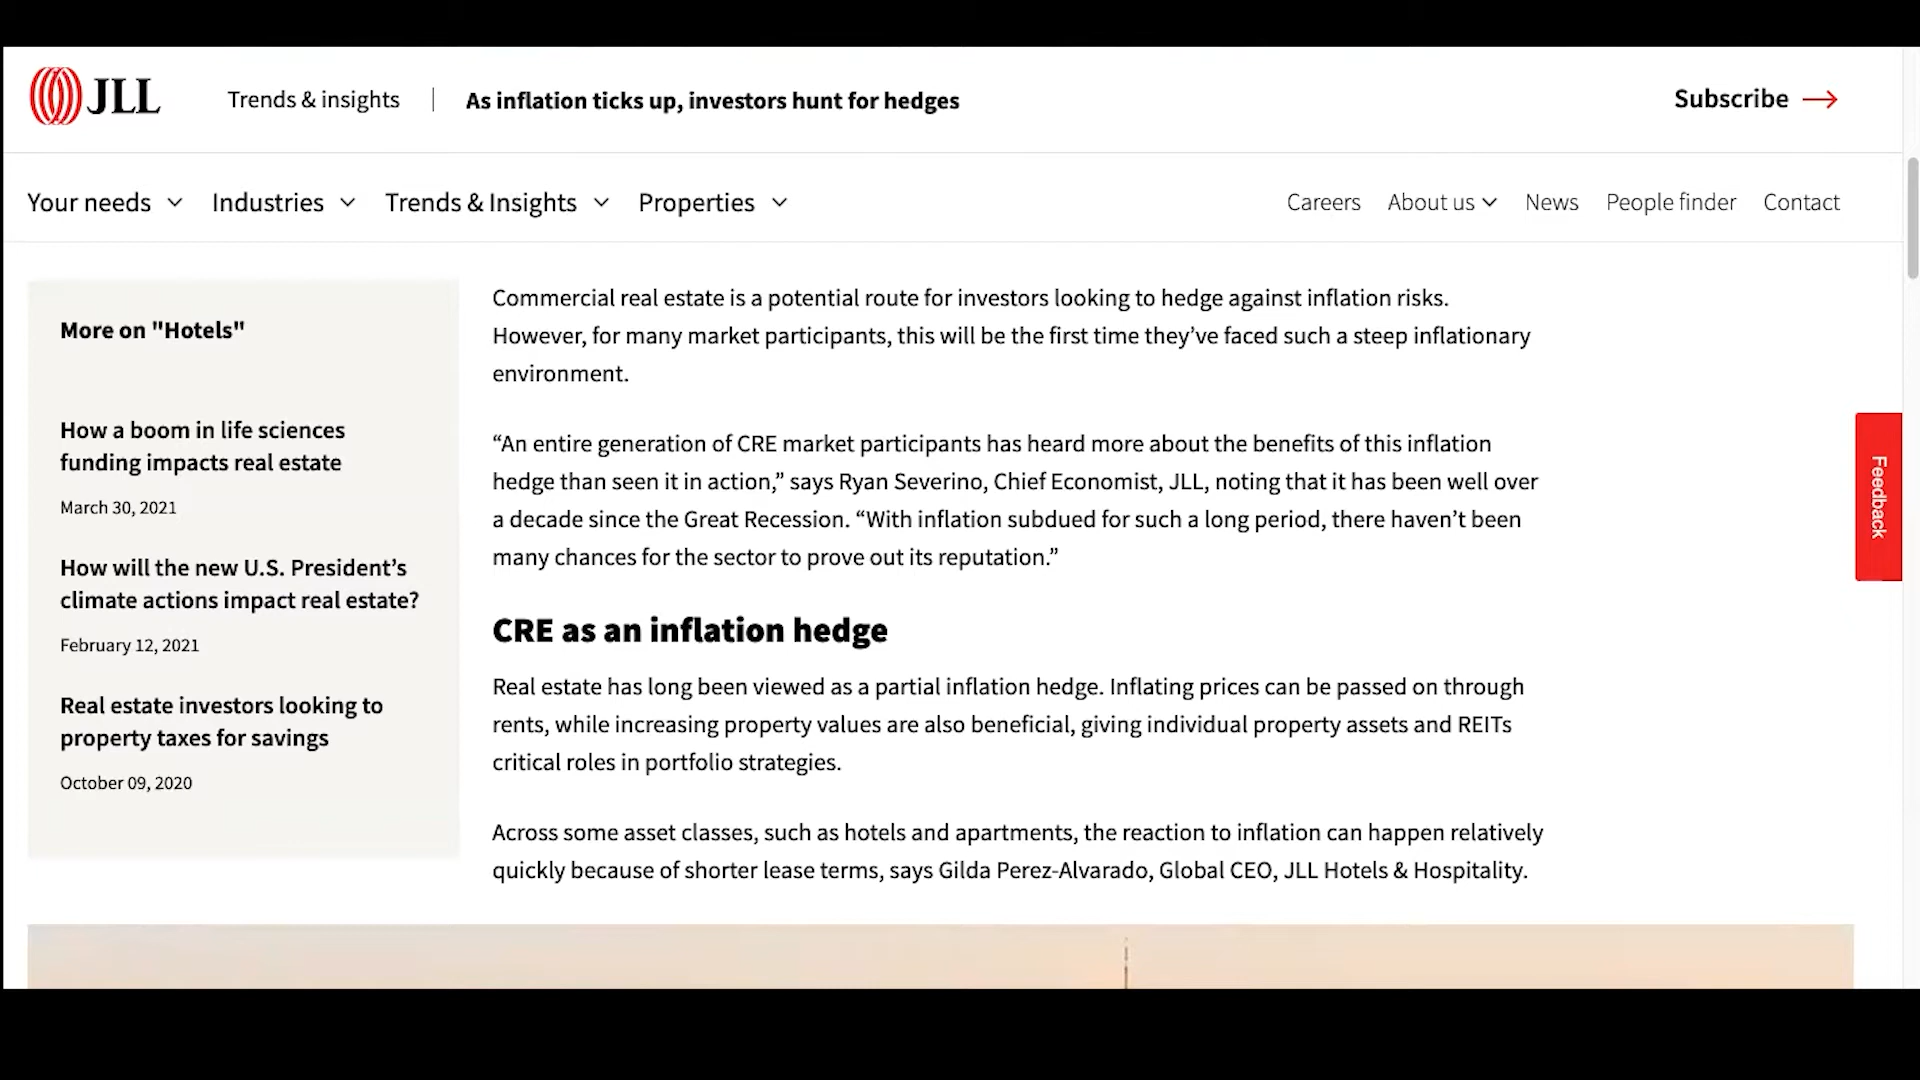 JLL
Trends & insights
As inflation ticks up, investors hunt for hedges
Subscribe
Your needs
Industries
Trends & Insights
Properties
Careers
About us
News
People finder
Contact
More on "Hotels"
How a boom in life sciences
funding impacts real estate
March 30, 2021
How will the new U.S. President’s
climate actions impact real estate?
February 12, 2021
Real estate investors looking to
property taxes for savings
October 09, 2020
Commercial real estate is a potential route for investors looking to hedge against inflation risks.
However, for many market participants, this will be the first time they’ve faced such a steep inflationary
environment.
“An entire generation of CRE market participants has heard more about the benefits of this inflation
hedge than seen it in action,” says Ryan Severino, Chief Economist, JLL, noting that it has been well over
a decade since the Great Recession. “With inflation subdued for such a long period, there haven’t been
many chances for the sector to prove out its reputation.”
CRE as an inflation hedge
Real estate has long been viewed as a partial inflation hedge. Inflating prices can be passed on through
rents, while increasing property values are also beneficial, giving individual property assets and REITs
critical roles in portfolio strategies.
Across some asset classes, such as hotels and apartments, the reaction to inflation can happen relatively
quickly because of shorter lease terms, says Gilda Perez-Alvarado, Global CEO, JLL Hotels & Hospitality.
Feedback